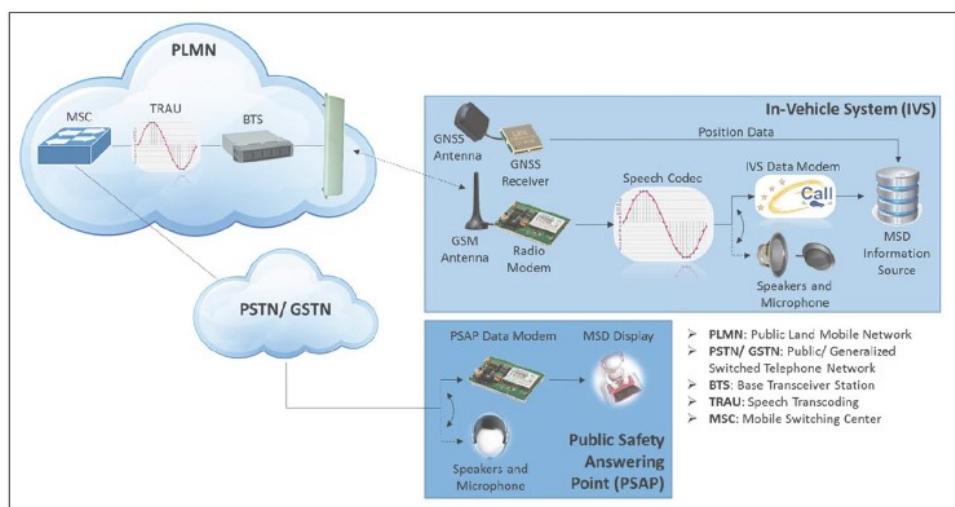 PLMN
MSC
TRAU
BTS
In-Vehicle System (IVS)
Position Data
GNSS
Antenna
GNSS
Receiver
Speech Codec
IVS Data Modem
Call
GSM
Antenna
Radio
Modem
Speakers and
Microphone
MSD
Information
Source
PSTN/ GSTN
PSAP Data Modem
MSD Display
Speakers and
Microphone
Public Safety
Answering
Point (PSAP)
➤ PLMN: Public Land Mobile Network
➤ PSTN/ GSTN: Public/ Generalized
Switched Telephone Network
➤ BTS: Base Transceiver Station
➤ TRAU: Speech Transcoding
➤ MSC: Mobile Switching Center